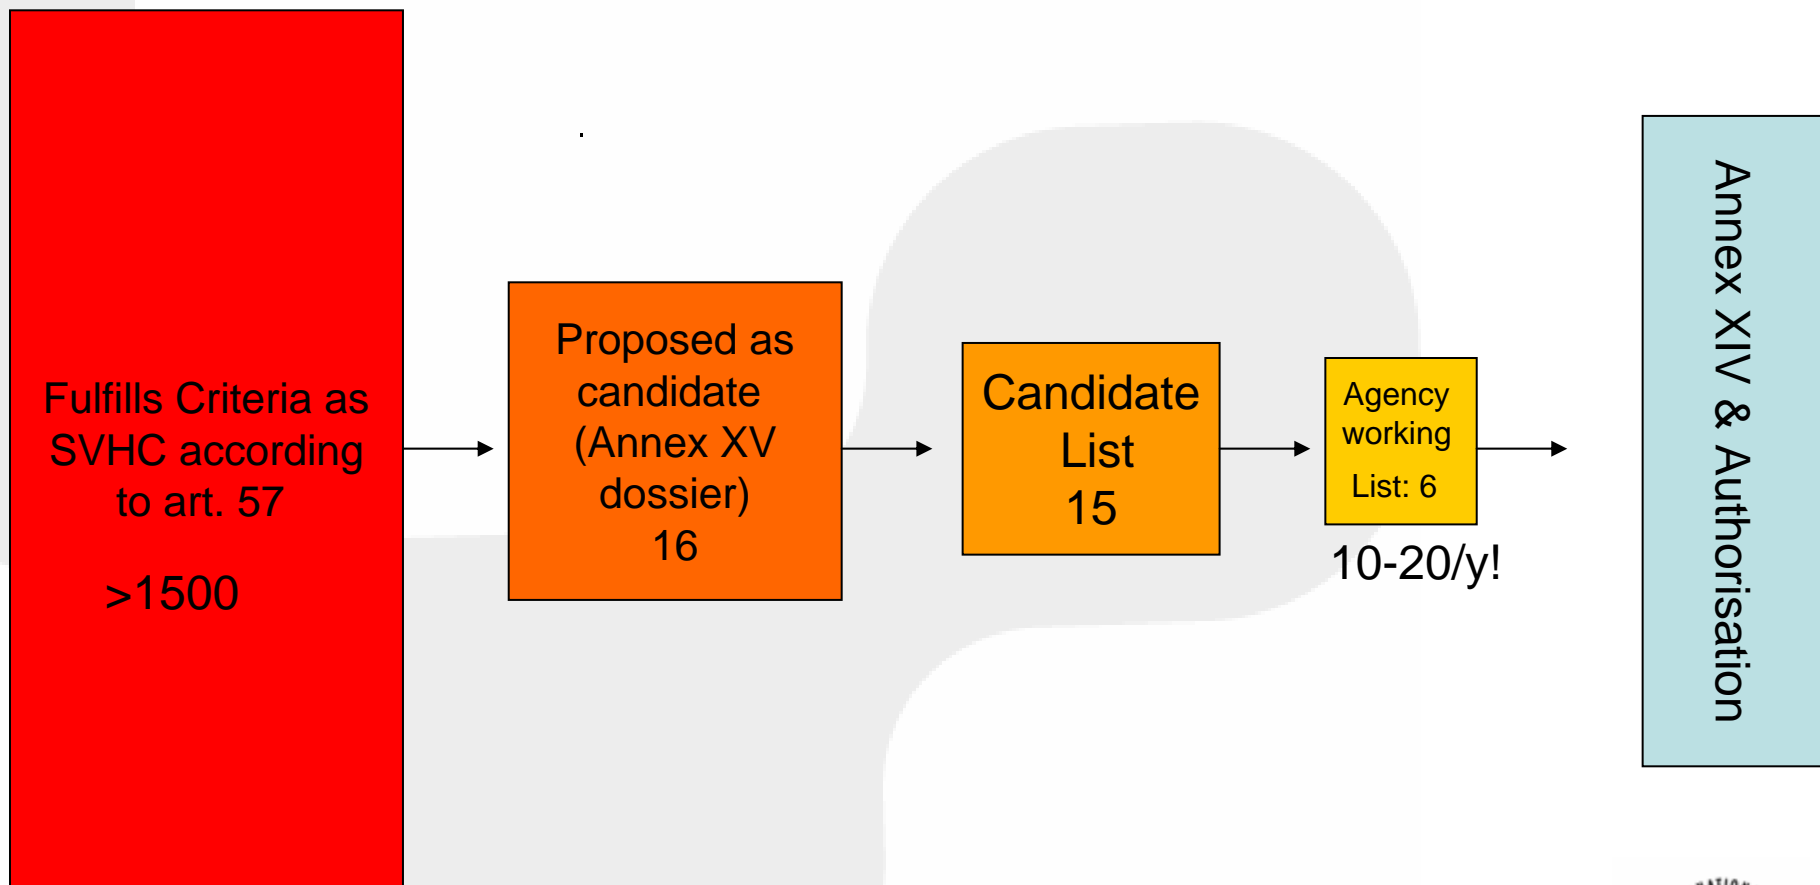 Fulfills Criteria as
SVHC according
to art. 57
>1500
Proposed as
candidate
(Annex XV
dossier)
16
Candidate
List
15
Agency
working
List: 6
10-20/y!
Annex XIV & Authorisation